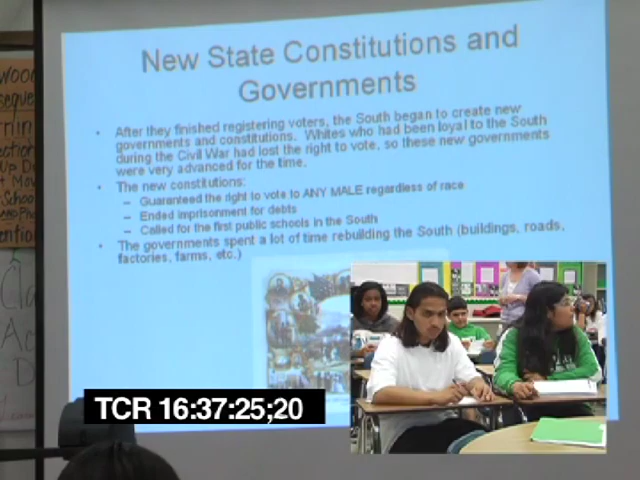 New State Constitutions and
Governments
• After they finished registering voters, the South began to create new
governments and constitutions. Whites who had been loyal to the South
during the Civil War had lost the right to vote, so these new governments
were very advanced for the time.
• The new constitutions:
– Guaranteed the right to vote to ANY MALE regardless of race
– Ended imprisonment for debts
– Called for the first public schools in the South
• The governments spent a lot of time rebuilding the South (buildings, roads,
factories, farms, etc.)
TCR 16:37:25;20